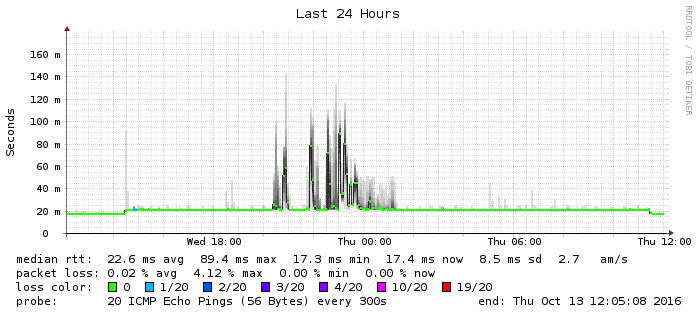 Last 24 Hours
RRDTOOL / TOBI OETIKER
Seconds
160 m
140 m
120 m
100 m
80 m
60 m
40 m
20 m
0
Wed 18:00 Thu 00:00 Thu 06:00 Thu 12:00
median rtt: 22.6 ms avg 89.4 ms max 17.3 ms min 17.4 ms now 8.5 ms sd 2.7 am/s
packet loss: 0.02 % avg 4.12 % max 0.00 % min 0.00 % now
loss color: 0 1/20 2/20 3/20 4/20 10/20 19/20
probe: 20 ICMP Echo Pings (56 Bytes) every 300s end: Thu Oct 13 12:05:08 2016